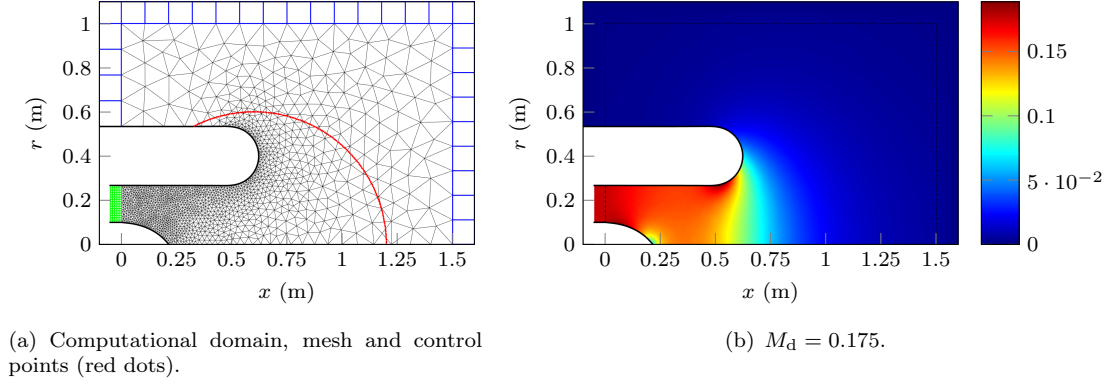 1
0.8
0.6
0.4
0.2
0
r (m)
0 0.25 0.5 0.75 1 1.25 1.5
x (m)
(a) Computational domain, mesh and control
points (red dots).
1
0.8
0.6
0.4
0.2
0
r (m)
0 0.25 0.5 0.75 1 1.25 1.5
x (m)
0.15
0.1
5 · 10⁻²
0
(b) M_d = 0.175.